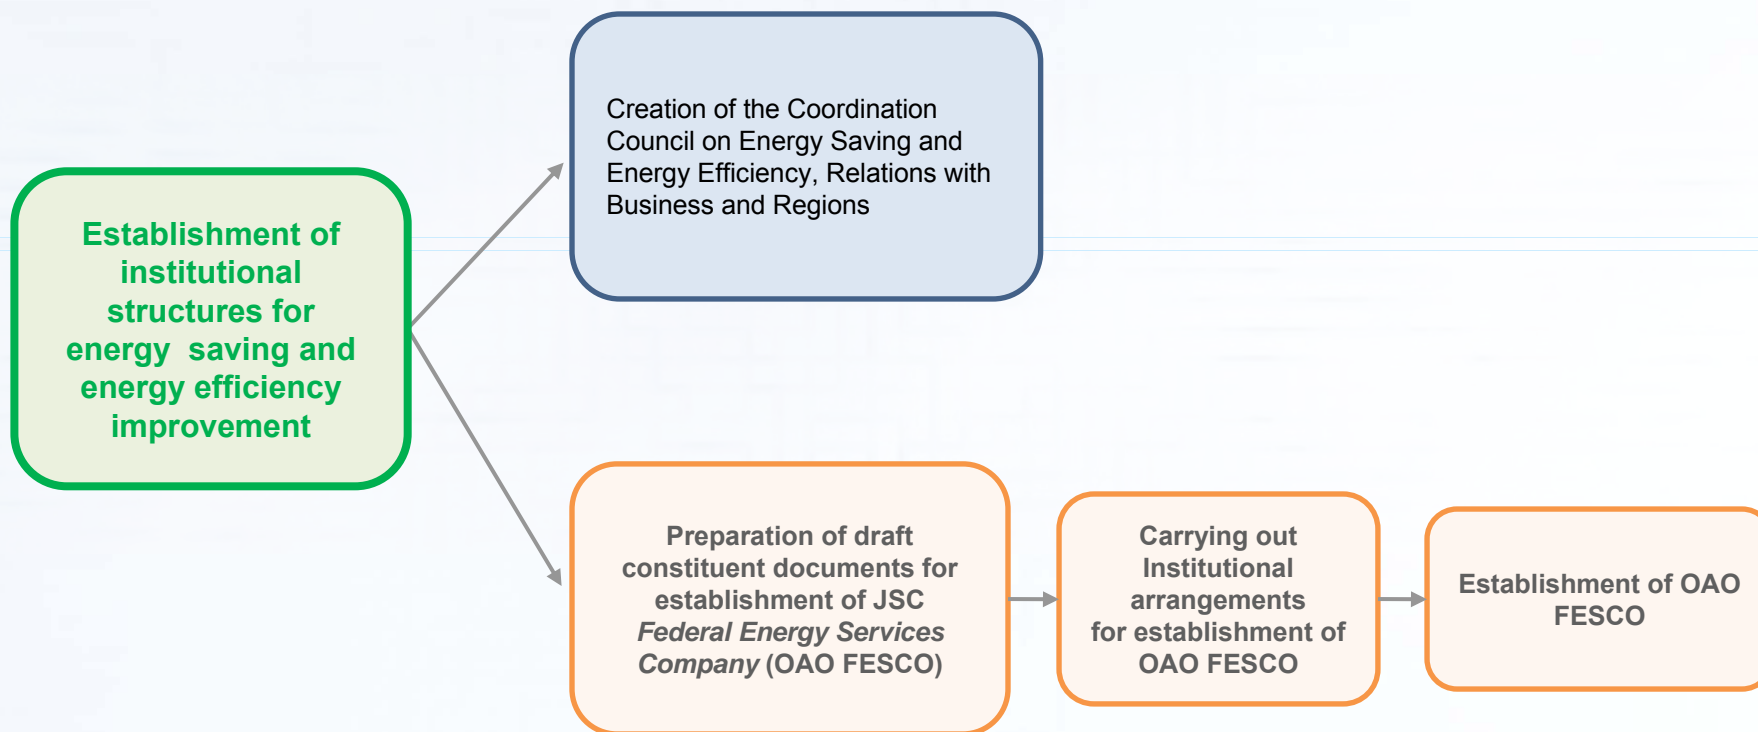 Creation of the Coordination
Council on Energy Saving and
Energy Efficiency, Relations with
Business and Regions
Establishment of
institutional
structures for
energy  saving and
energy efficiency
improvement
Preparation of draft
constituent documents for
establishment of JSC
Federal Energy Services
Company (OAO FESCO)
Carrying out
Institutional
arrangements
for establishment of
OAO FESCO
Establishment of OAO
FESCO